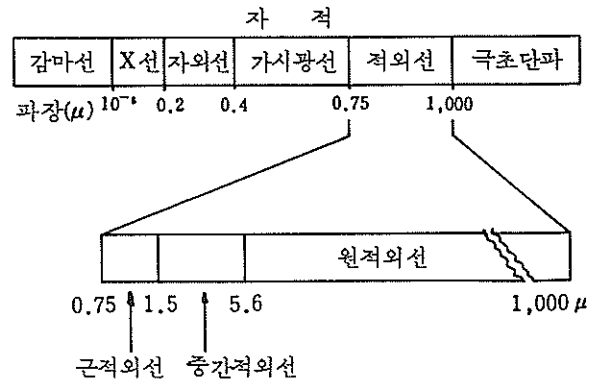 자 적
감마선 X선 자외선 가시광선 적외선 극초단파
파장(μ) 10⁻⁸ 0.2 0.4 0.75 1,000
원적외선
0.75 1.5 5.6 1,000 μ
근적외선 중간적외선